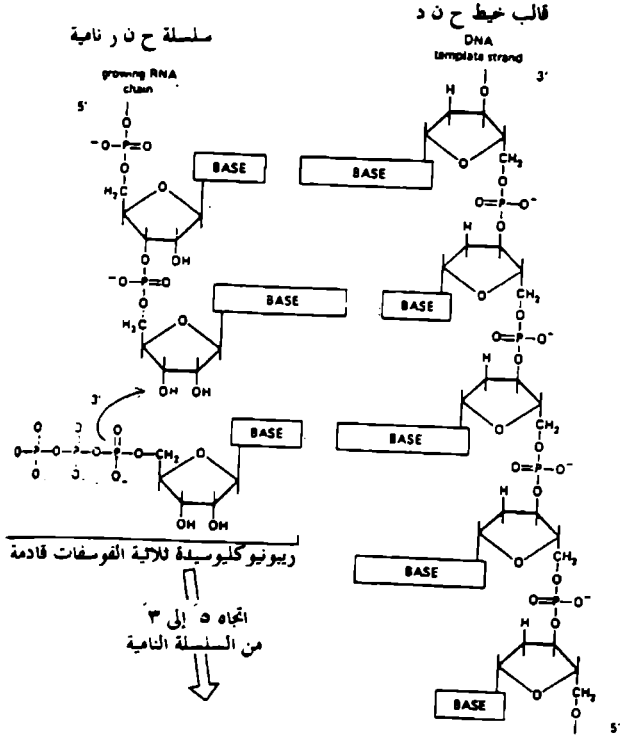 قالب خيط ح ن د
DNA
template strand
3'
سلسلة ح ن ر نامية
growing RNA
chain
5'
O
⁻O-P=O
O
H₂C
O
BASE
O
OH
⁻O-P=O
O
H₂C
O
BASE
OH OH
3'
O-P-O-P-O-P-O-CH₂
O
BASE
OH OH
ريبونيوكليوسيدة ثلاثية الفوسفات قادمة
اتجاه ٥َ إلى ٣َ
من السلسلة النامية
H
O
BASE
O
CH₂
O
O=P-O⁻
O
H
BASE
O
CH₂
O
O=P-O⁻
O
H
BASE
O
CH₂
O
O=P-O⁻
O
H
BASE
O
CH₂
O
O=P-O⁻
O
H
BASE
O
CH₂
O
5'